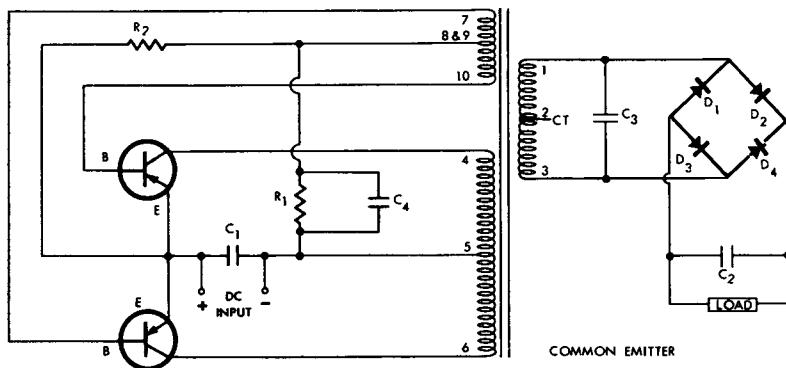 7
R2
8 & 9
10
1
2
CT
3
C3
D1
D2
D3
D4
B
E
4
R1
C4
C1
5
+
-
DC
INPUT
E
B
6
C2
LOAD
COMMON EMITTER